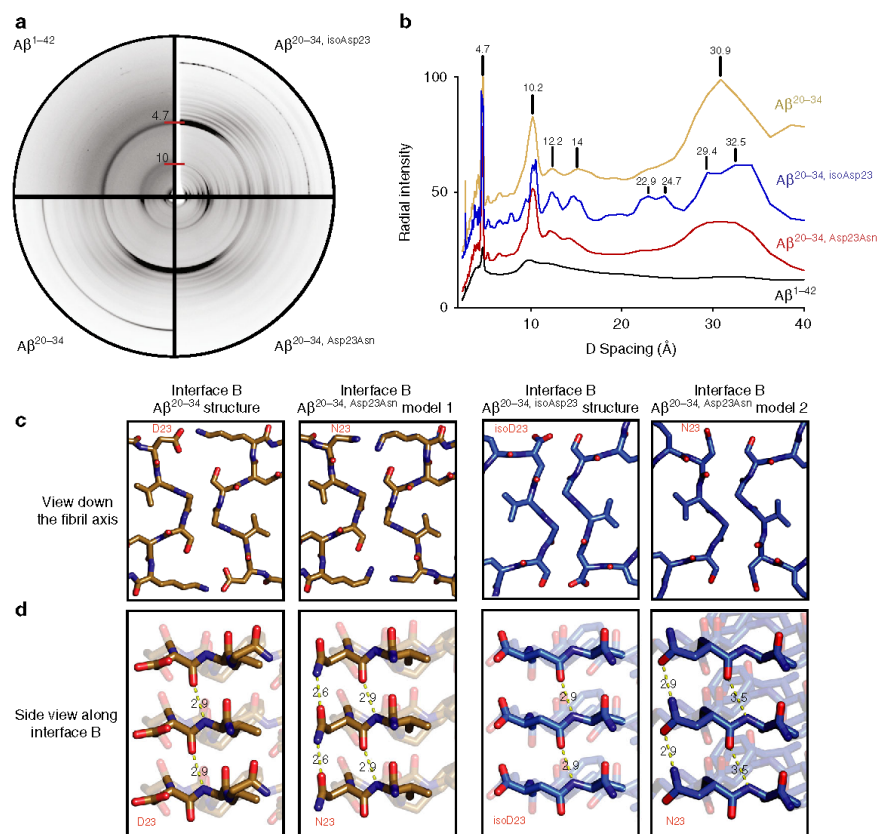 a
Aβ1–42
Aβ20–34, isoAsp23
4.7
10
Aβ20–34
Aβ20–34, Asp23Asn
b
4.7
30.9
100
10.2
Aβ20–34
12.2
14
29.4
32.5
22.9
24.7
Aβ20–34, isoAsp23
Radial intensity
50
Aβ20–34, Asp23Asn
Aβ1–42
0
10
20
30
40
D Spacing (Å)
Interface B
Aβ20–34 structure
Interface B
Aβ20–34, Asp23Asn model 1
Interface B
Aβ20–34, isoAsp23 structure
Interface B
Aβ20–34, Asp23Asn model 2
c
D23
N23
isoD23
N23
View down
the fibril axis
d
Side view along
interface B
2.9
2.9
D23
2.6
2.9
2.6
2.9
N23
2.9
2.9
isoD23
2.9
3.5
2.9
3.5
N23